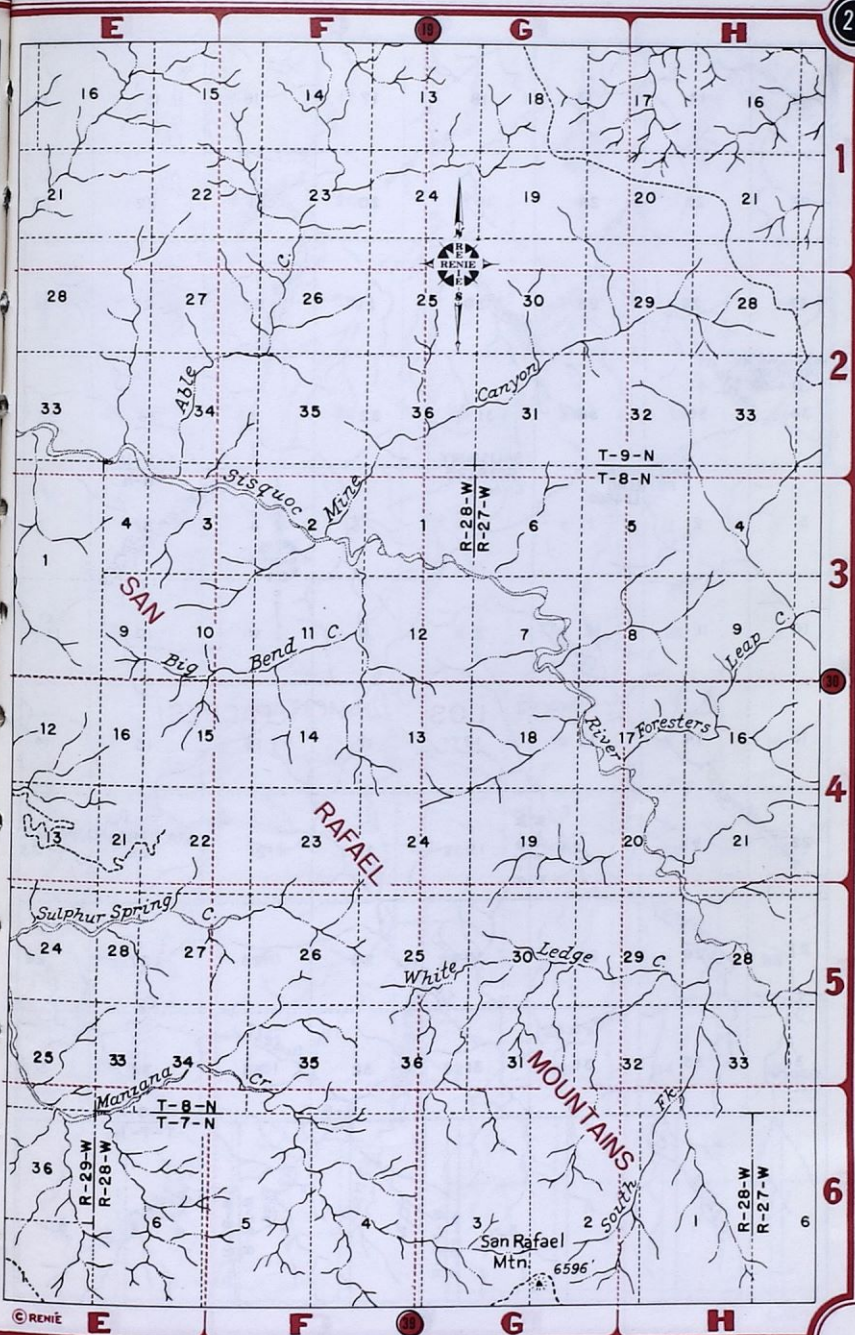 E F 19 G H 2
16 15 14 13 18 17 16
1
21 22 23 24 19 20 21
RENIE
RENIE
S
C.
28 27 26 25 30 29 28
2
Able
Canyon
33 34 35 36 31 32 33
T-9-N
T-8-N
Sisquoc
Mine
R-28-W
R-27-W
4 3 2 1 6 5 4
1
3
SAN
9 10 11 12 7 8 9
Big Bend C.
Leap C.
30
12 16 15 14 13 18 17 16
River
Foresters
4
RAFAEL
13 21 22 23 24 19 20 21
Sulphur Spring C.
24 28 27 26 25 30 29 28
White Ledge C.
5
25 33 34 35 36 31 32 33
MOUNTAINS
Manzana Cr.
T-8-N
T-7-N
Fk.
South
36
R-29-W
R-28-W
R-28-W
R-27-W
6
6 5 4 3 2 1 6
San Rafael
Mtn. 6596'
© RENIE
E F 39 G H